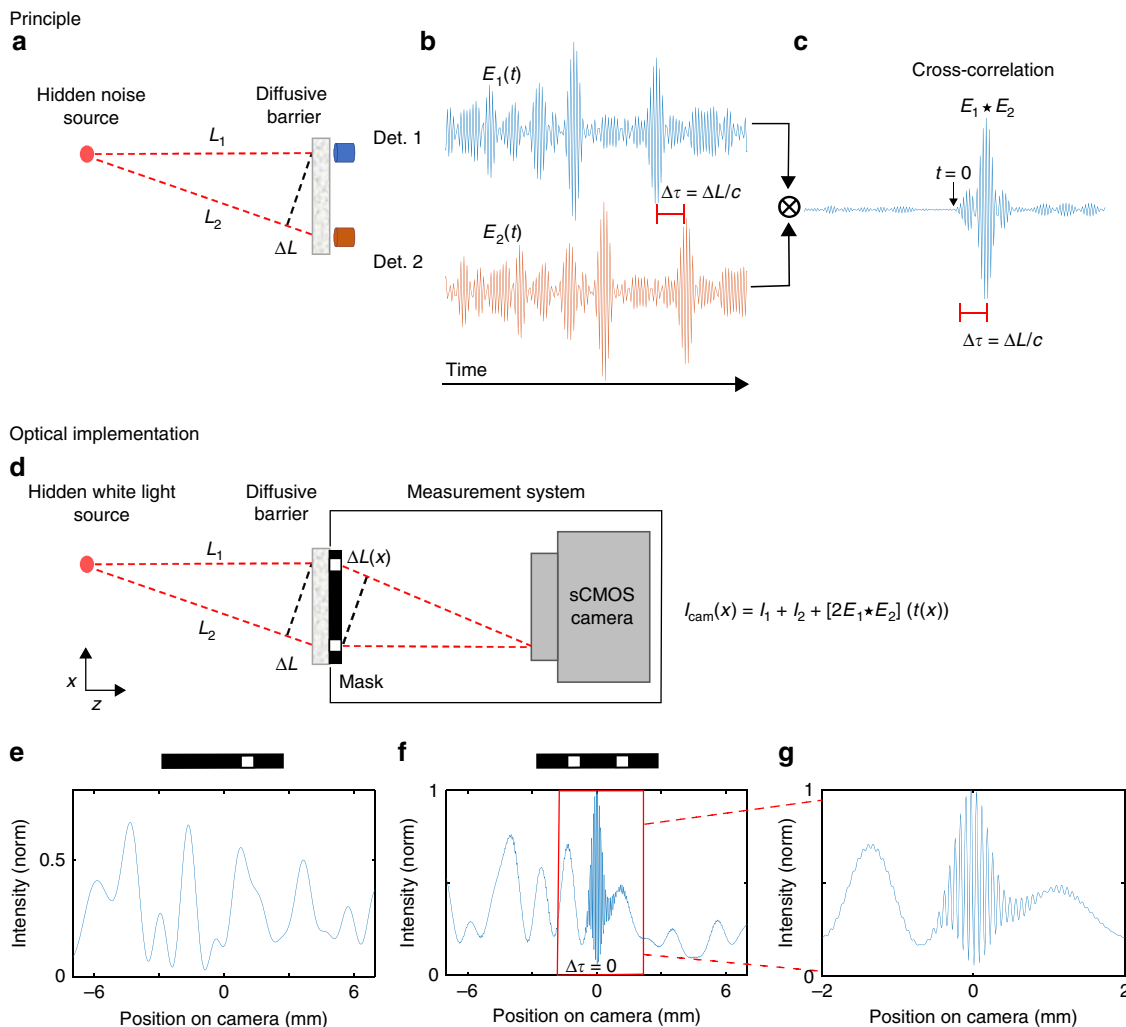 Principle
a
Hidden noise
source
Diffusive
barrier
L1
L2
ΔL
Det. 1
Det. 2
b
E1(t)
Δτ = ΔL/c
E2(t)
Time
c
Cross-correlation
E1 ⋆ E2
t = 0
Δτ = ΔL/c
Optical implementation
d
Hidden white light
source
Diffusive
barrier
Measurement system
L1
L2
ΔL
ΔL(x)
sCMOS
camera
Mask
x
z
Icam(x) = I1 + I2 + [2E1⋆E2] (t(x))
e
Intensity (norm)
0.5
0
−6
0
6
Position on camera (mm)
f
Intensity (norm)
1
0
Δτ = 0
−6
0
6
Position on camera (mm)
g
Intensity (norm)
1
0
−2
0
2
Position on camera (mm)